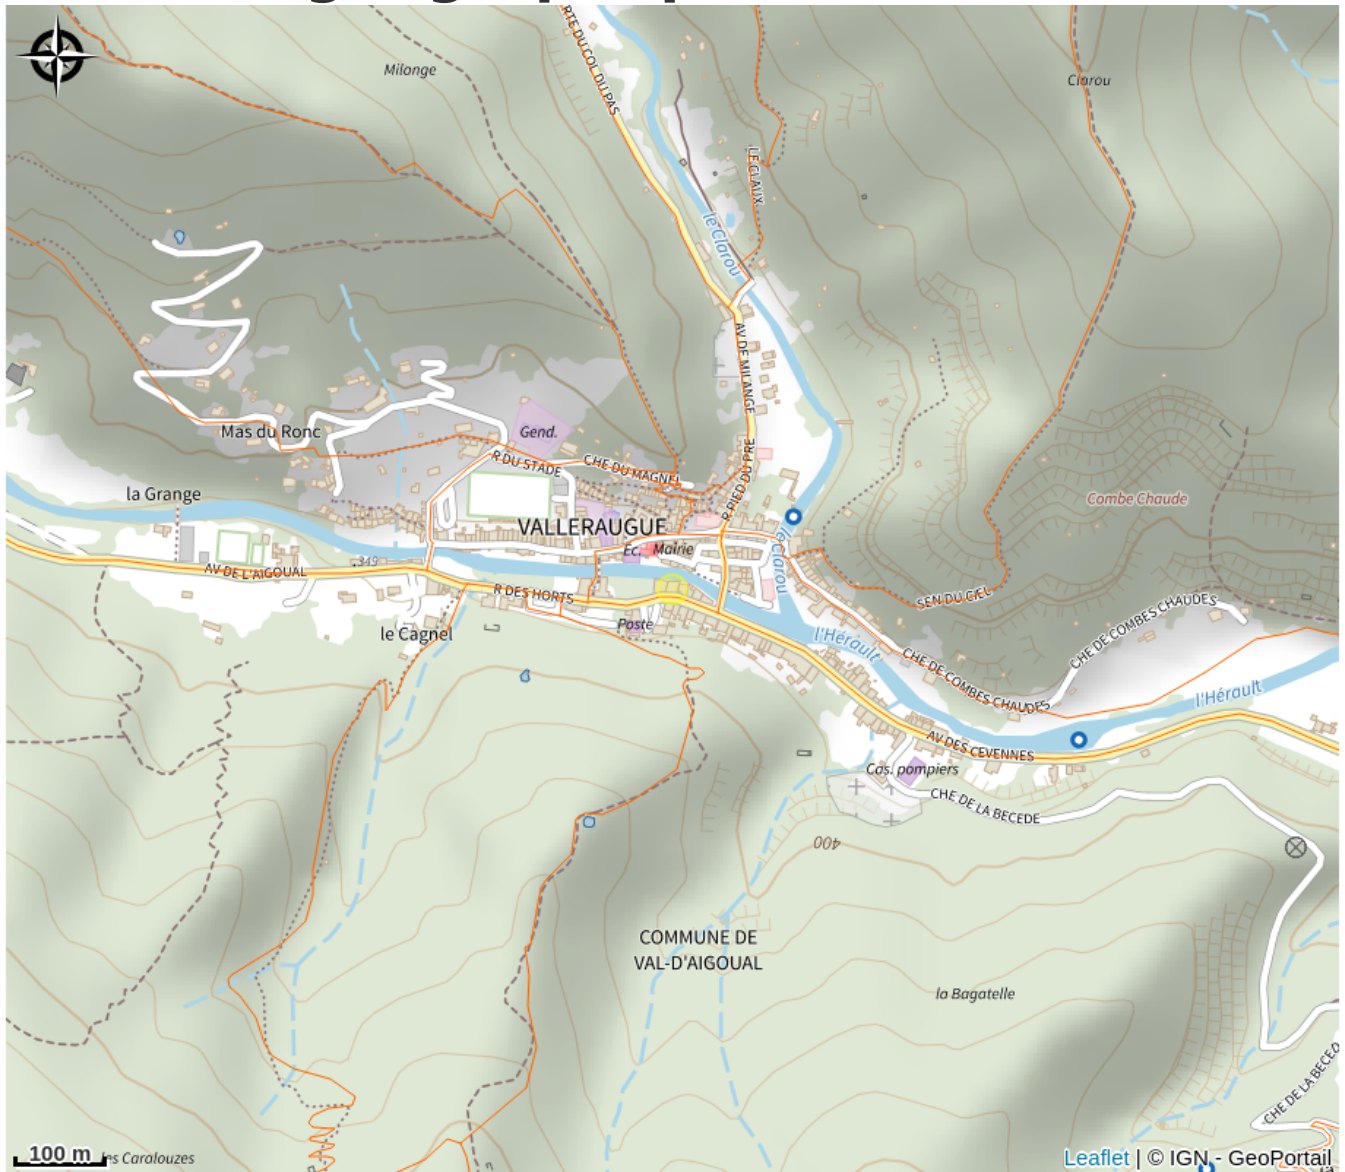 RTE DU COL DU PAS
Milonge
Clarou
LE CLAUX
le Clarou
AV DE MILANGE
Mas du Ronc
Gend.
R DU STADE
CHE DU MAGNEL
R PIED DU PRE
la Grange
Combe Chaude
VALLERAUGUE
Ec.
Mairie
le Clarou
349
AV DE L'AIGOUAL
R DES HORTS
SEN DU CIEL
CHE DE COMBES CHAUDES
Poste
le Cagnel
l'Hérault
CHE DE COMBES CHAUDES
l'Hérault
AV DES CEVENNES
Cas. pompiers
CHE DE LA BECEDE
400
COMMUNE DE
VAL-D'AIGOUAL
la Bagatelle
CHE DE LA BECED
100 m
es Caralouzes
Leaflet | © IGN - GeoPortail